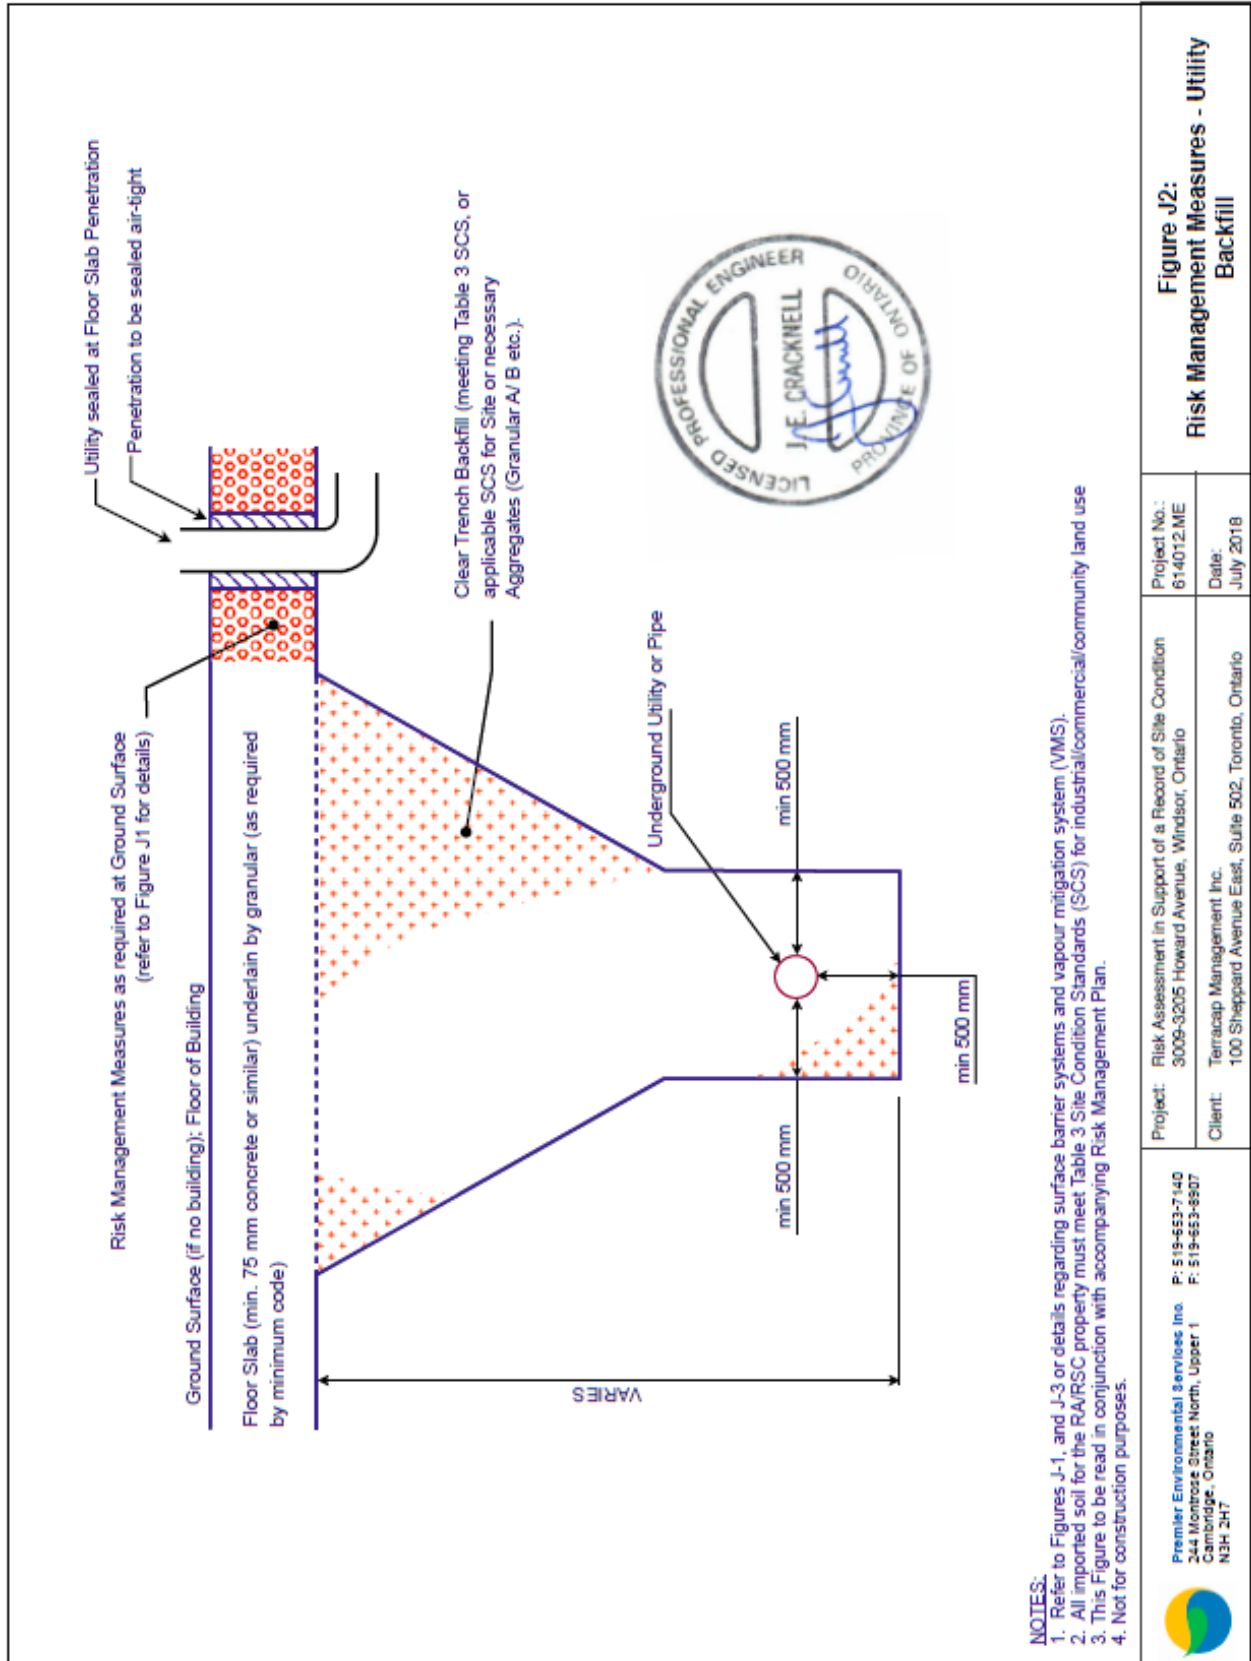 Utility sealed at Floor Slab Penetration
Penetration to be sealed air-tight
Risk Management Measures as required at Ground Surface
(refer to Figure J1 for details)
Ground Surface (if no building); Floor of Building
Floor Slab (min. 75 mm concrete or similar) underlain by granular (as required
by minimum code)
Clear Trench Backfill (meeting Table 3 SCS, or
applicable SCS for Site or necessary
Aggregates (Granular A/ B etc.).
VARIES
Underground Utility or Pipe
min 500 mm
min 500 mm
min 500 mm
LICENSED PROFESSIONAL ENGINEER
J.E. CRACKNELL
PROVINCE OF ONTARIO
NOTES:
1. Refer to Figures J-1, and J-3 or details regarding surface barrier systems and vapour mitigation system (VMS).
2. All imported soil for the RA/RSC property must meet Table 3 Site Condition Standards (SCS) for industrial/commercial/community land use
3. This Figure to be read in conjunction with accompanying Risk Management Plan.
4. Not for construction purposes.
Premier Environmental Services Inc.
244 Montrose Street North, Upper 1
Cambridge, Ontario
N3H 2H7
P: 519-653-7140
F: 519-653-8907
Project: Risk Assessment in Support of a Record of Site Condition
3009-3205 Howard Avenue, Windsor, Ontario
Client: Terracap Management Inc.
100 Sheppard Avenue East, Suite 502, Toronto, Ontario
Project No.:
614012.ME
Date:
July 2018
Figure J2:
Risk Management Measures - Utility
Backfill